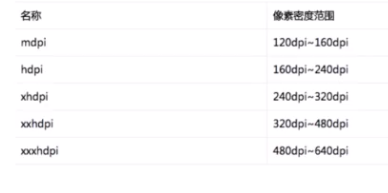 名称 像素密度范围
mdpi 120dpi~160dpi
hdpi 160dpi~240dpi
xhdpi 240dpi~320dpi
xxhdpi 320dpi~480dpi
xxxhdpi 480dpi~640dpi